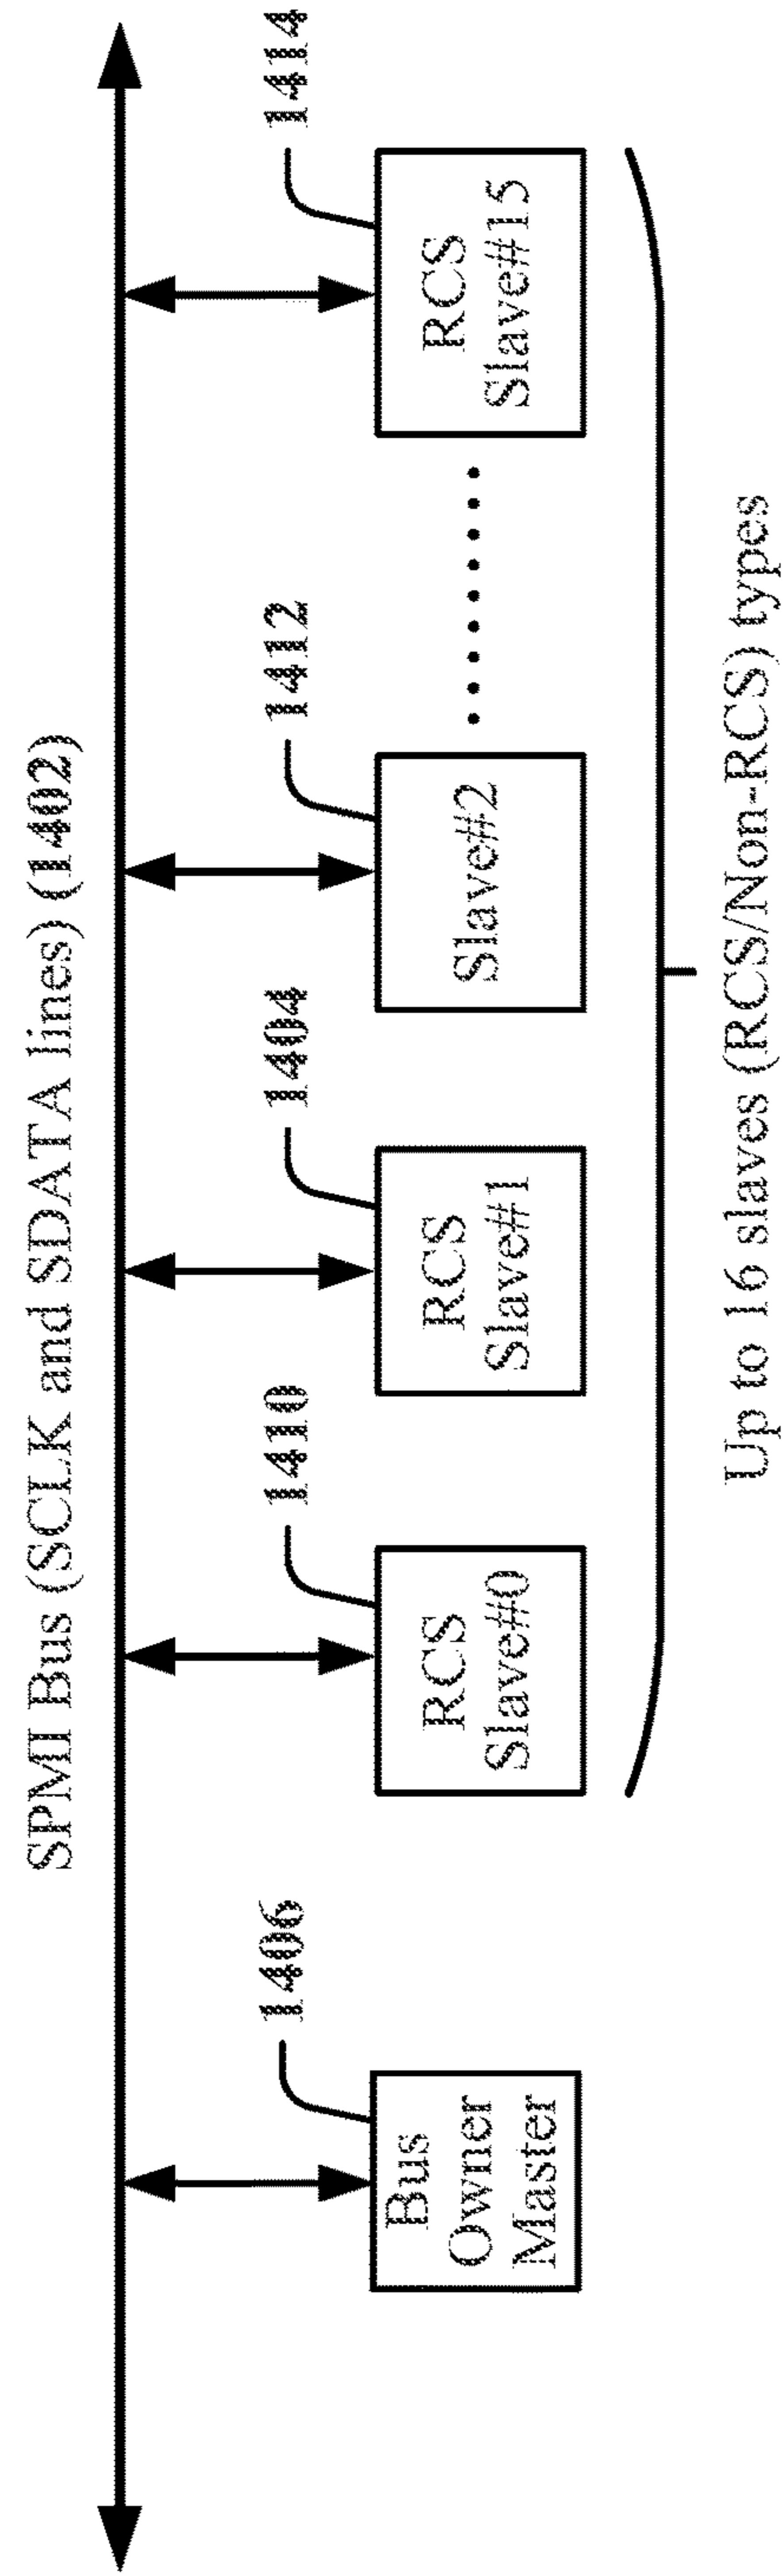 SPMI Bus (SCLK and SDATA lines) (1402)
1406
1410
1404
1412
1414
Bus
Owner
Master
RCS
Slave#0
RCS
Slave#1
Slave#2
RCS
Slave#15
Up to 16 slaves (RCS/Non-RCS) types